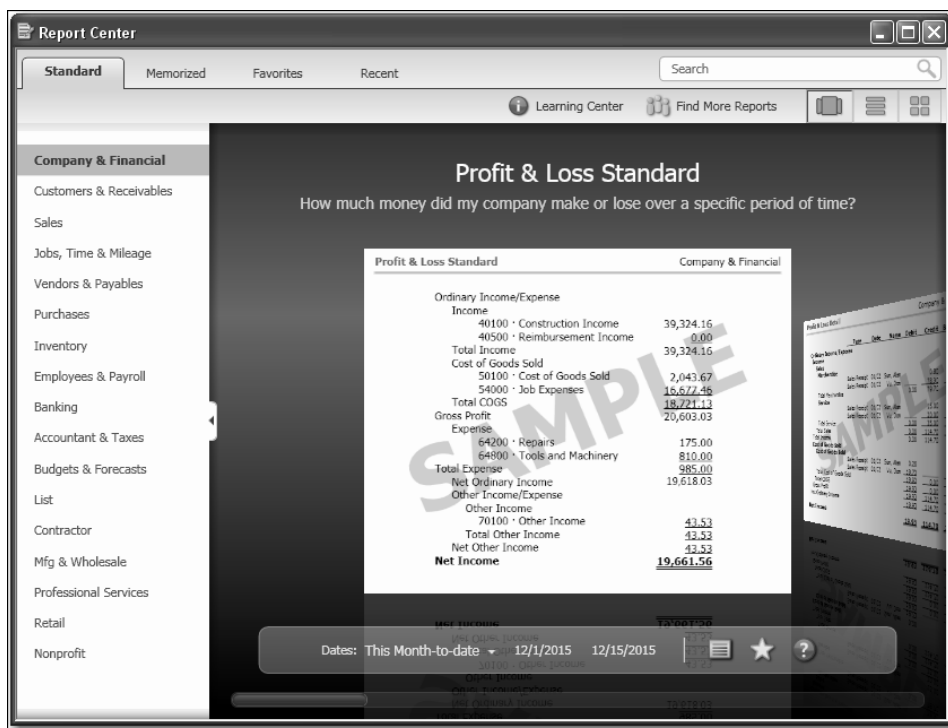 Report Center
Standard Memorized Favorites Recent Search
Learning Center Find More Reports
Company & Financial
Customers & Receivables
Sales
Jobs, Time & Mileage
Vendors & Payables
Purchases
Inventory
Employees & Payroll
Banking
Accountant & Taxes
Budgets & Forecasts
List
Contractor
Mfg & Wholesale
Professional Services
Retail
Nonprofit
Profit & Loss Standard
How much money did my company make or lose over a specific period of time?
Profit & Loss Standard Company & Financial
Ordinary Income/Expense
Income
40100 · Construction Income 39,324.16
40500 · Reimbursement Income 0.00
Total Income 39,324.16
Cost of Goods Sold
50100 · Cost of Goods Sold 2,043.67
54000 · Job Expenses 16,677.46
Total COGS 18,721.13
Gross Profit 20,603.03
Expense
64200 · Repairs 175.00
64800 · Tools and Machinery 810.00
Total Expense 985.00
Net Ordinary Income 19,618.03
Other Income/Expense
Other Income
70100 · Other Income 43.53
Total Other Income 43.53
Net Other Income 43.53
Net Income 19,661.56
SAMPLE
Profit & Loss Detail Company &
SAMPLE
Dates: This Month-to-date 12/1/2015 12/15/2015